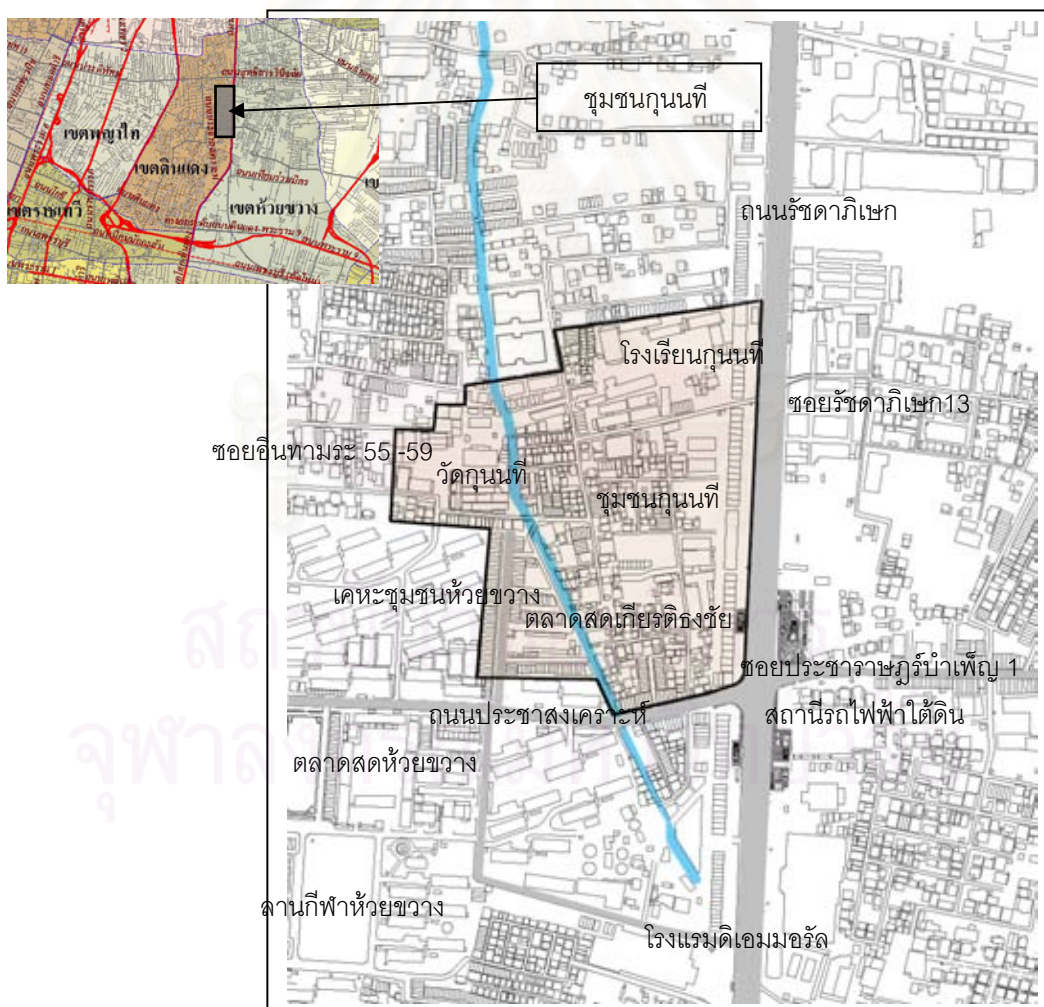 ชุมชนกุนนที
เขตพญาไท
เขตดินแดง
เขตห้วยขวาง
เขตราชเทวี
ถนนรัชดาภิเษก
โรงเรียนกุนนที
ซอยรัชดาภิเษก13
ซอยอินทามระ 55 -59
วัดกุนนที
ชุมชนกุนนที
เคหะชุมชนห้วยขวาง
ตลาดสดเกียรติธงชัย
ซอยประชาราษฎร์บำเพ็ญ 1
ถนนประชาสงเคราะห์
สถานีรถไฟฟ้าใต้ดิน
ตลาดสดห้วยขวาง
ลานกีฬาห้วยขวาง
โรงแรมดิเอมมอรัล